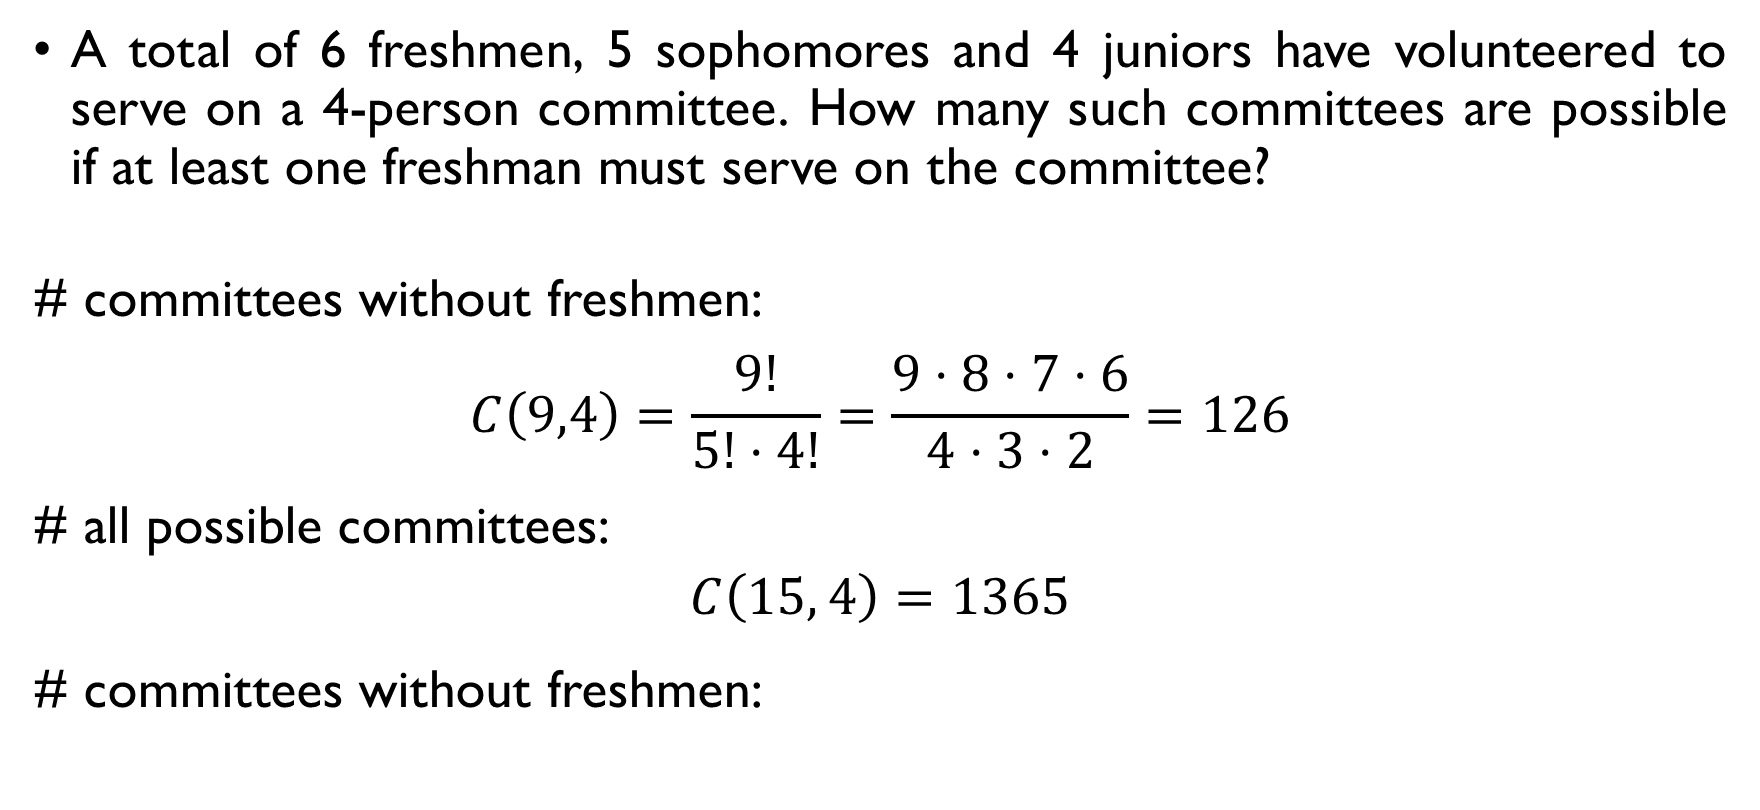 • A total of 6 freshmen, 5 sophomores and 4 juniors have volunteered to
serve on a 4-person committee. How many such committees are possible
if at least one freshman must serve on the committee?
# committees without freshmen:
C(9,4) = 9! / (5! · 4!) = (9 · 8 · 7 · 6) / (4 · 3 · 2) = 126
# all possible committees:
C(15, 4) = 1365
# committees without freshmen: